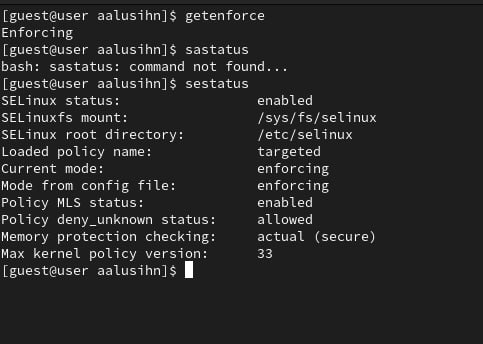 [guest@user aalusihn]$ getenforce
Enforcing
[guest@user aalusihn]$ sastatus
bash: sastatus: command not found...
[guest@user aalusihn]$ sestatus
SELinux status:                 enabled
SELinuxfs mount:                /sys/fs/selinux
SELinux root directory:         /etc/selinux
Loaded policy name:             targeted
Current mode:                   enforcing
Mode from config file:          enforcing
Policy MLS status:              enabled
Policy deny_unknown status:     allowed
Memory protection checking:     actual (secure)
Max kernel policy version:      33
[guest@user aalusihn]$